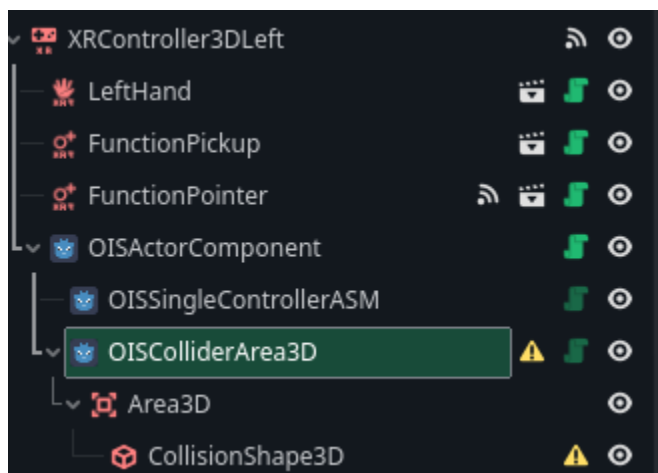 XRController3DLeft
LeftHand
FunctionPickup
FunctionPointer
OISActorComponent
OISSingleControllerASM
OISColliderArea3D
Area3D
CollisionShape3D